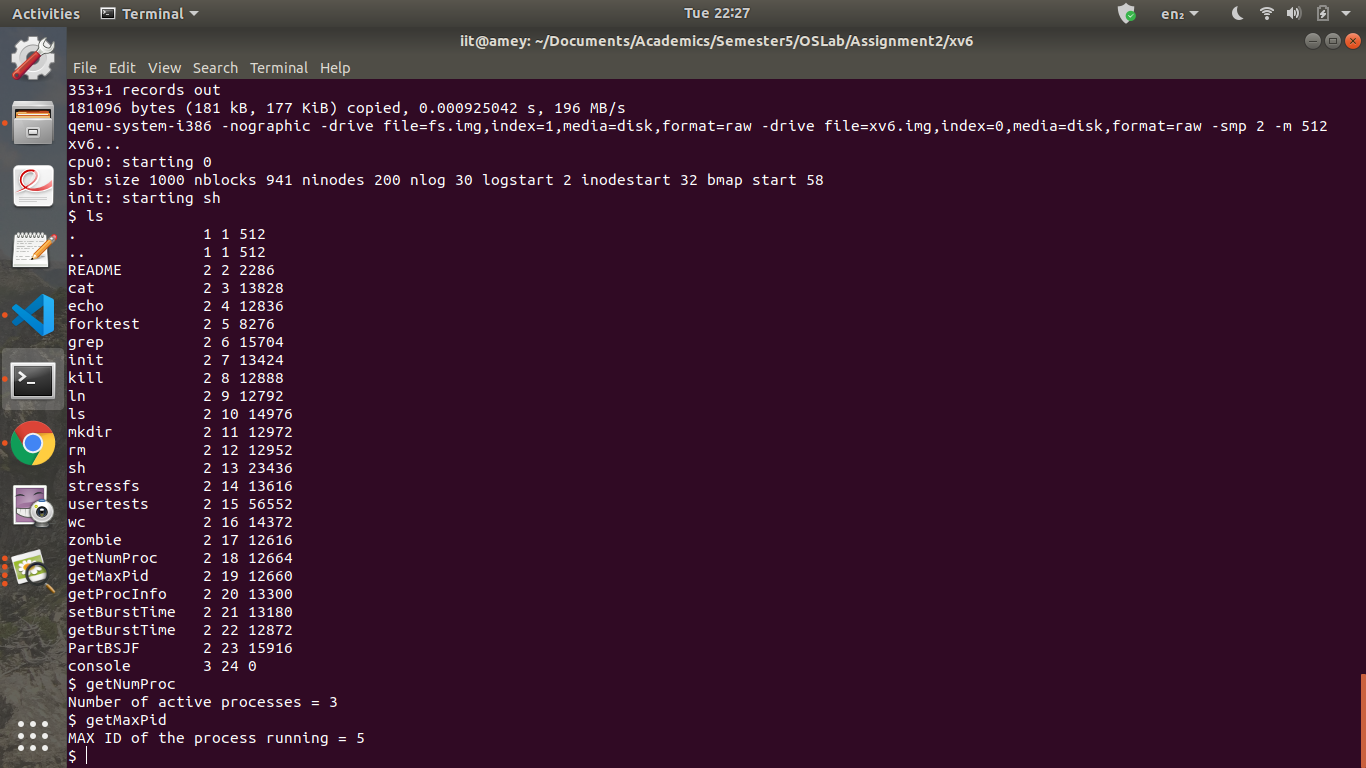 Activities Terminal Tue 22:27 en₂
iit@amey: ~/Documents/Academics/Semester5/OSLab/Assignment2/xv6
File Edit View Search Terminal Help
353+1 records out
181096 bytes (181 kB, 177 KiB) copied, 0.000925042 s, 196 MB/s
qemu-system-i386 -nographic -drive file=fs.img,index=1,media=disk,format=raw -drive file=xv6.img,index=0,media=disk,format=raw -smp 2 -m 512
xv6...
cpu0: starting 0
sb: size 1000 nblocks 941 ninodes 200 nlog 30 logstart 2 inodestart 32 bmap start 58
init: starting sh
$ ls
.              1 1 512
..             1 1 512
README         2 2 2286
cat            2 3 13828
echo           2 4 12836
forktest       2 5 8276
grep           2 6 15704
init           2 7 13424
kill           2 8 12888
ln             2 9 12792
ls             2 10 14976
mkdir          2 11 12972
rm             2 12 12952
sh             2 13 23436
stressfs       2 14 13616
usertests      2 15 56552
wc             2 16 14372
zombie         2 17 12616
getNumProc     2 18 12664
getMaxPid      2 19 12660
getProcInfo    2 20 13300
setBurstTime   2 21 13180
getBurstTime   2 22 12872
PartBSJF       2 23 15916
console        3 24 0
$ getNumProc
Number of active processes = 3
$ getMaxPid
MAX ID of the process running = 5
$